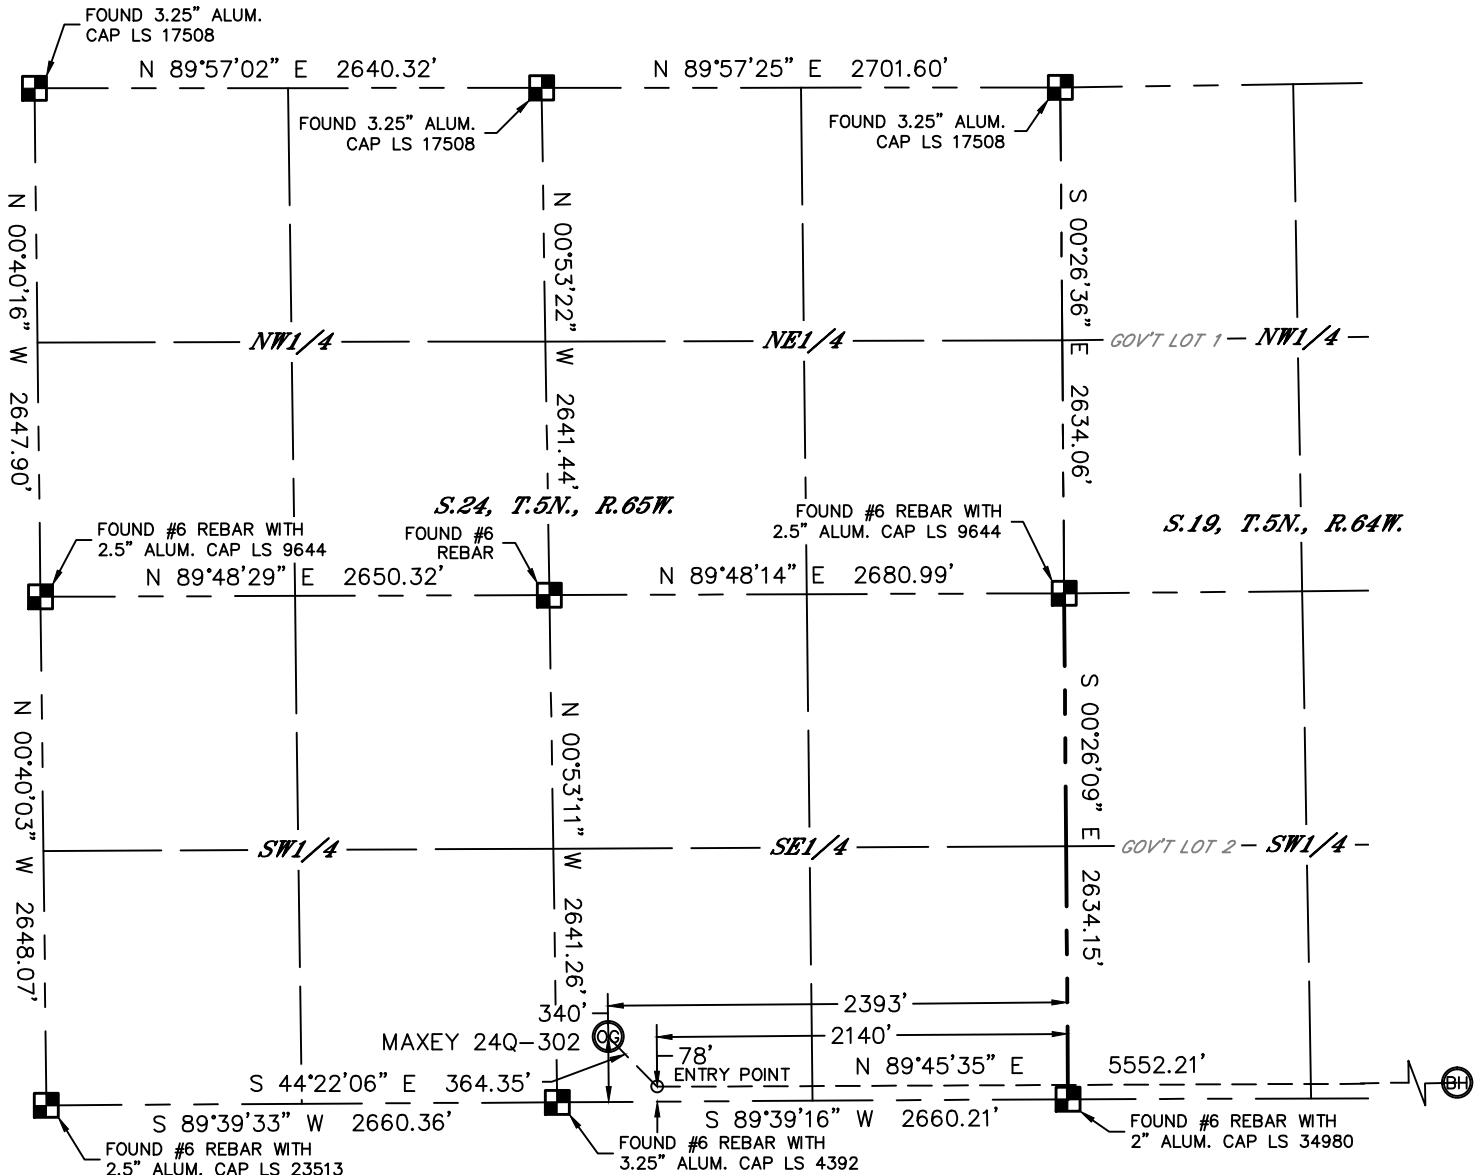 FOUND 3.25” ALUM.
CAP LS 17508
N 89°57’02” E 2640.32’
N 89°57’25” E 2701.60’
FOUND 3.25” ALUM.
CAP LS 17508
FOUND 3.25” ALUM.
CAP LS 17508
N 00°40’16” W 2647.90’
N 00°53’22” W 2641.44’
S 00°26’36” E 2634.06’
NW1/4
NE1/4
GOV’T LOT 1
NW1/4
S.24, T.5N., R.65W.
S.19, T.5N., R.64W.
FOUND #6 REBAR WITH
2.5” ALUM. CAP LS 9644
FOUND #6
REBAR
FOUND #6 REBAR WITH
2.5” ALUM. CAP LS 9644
N 89°48’29” E 2650.32’
N 89°48’14” E 2680.99’
N 00°40’03” W 2648.07’
N 00°53’11” W 2641.26’
S 00°26’09” E 2634.15’
SW1/4
SE1/4
GOV’T LOT 2
SW1/4
340’
2393’
MAXEY 24Q-302
OG
2140’
78’
ENTRY POINT
N 89°45’35” E 5552.21’
BH
S 44°22’06” E 364.35’
S 89°39’33” W 2660.36’
S 89°39’16” W 2660.21’
FOUND #6 REBAR WITH
2.5” ALUM. CAP LS 23513
FOUND #6 REBAR WITH
3.25” ALUM. CAP LS 4392
FOUND #6 REBAR WITH
2” ALUM. CAP LS 34980